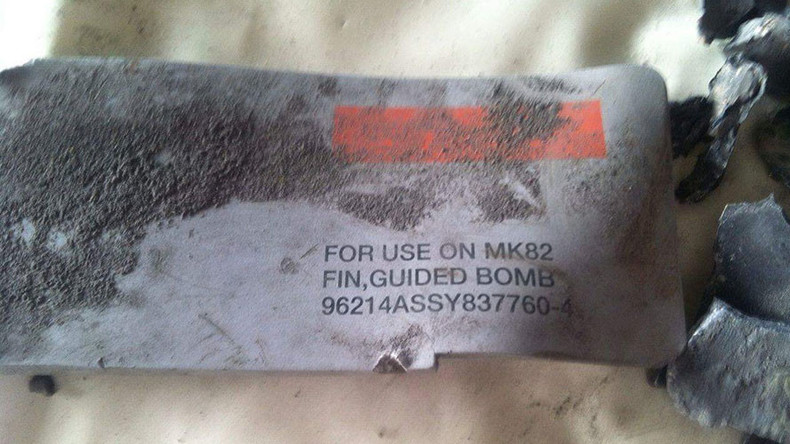 FOR USE ON MK82
FIN,GUIDED BOMB
96214ASSY837760-4